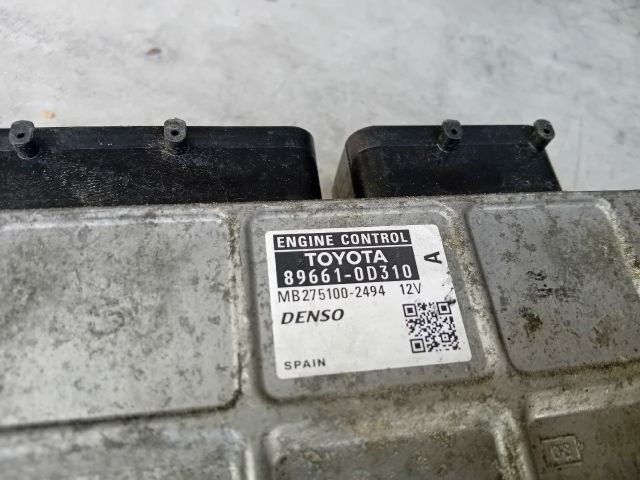 ENGINE CONTROL
TOYOTA
89661-0D310
A
MB275100-2494 12V
DENSO
SPAIN